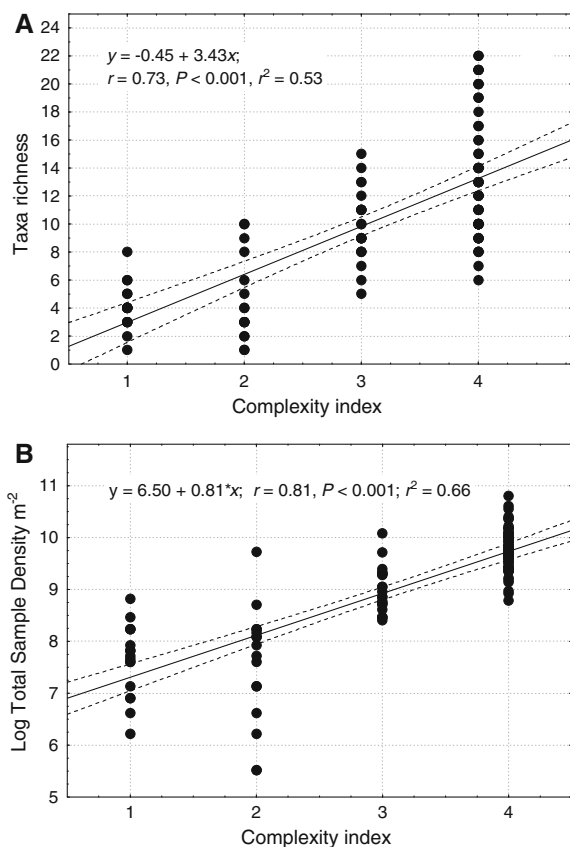 A
y = -0.45 + 3.43x;
r = 0.73, P < 0.001, r² = 0.53
Taxa richness
22
20
18
16
14
12
10
8
6
4
2
0
1 2 3 4
Complexity index
B
y = 6.50 + 0.81*x; r = 0.81, P < 0.001; r² = 0.66
Log Total Sample Density m⁻²
11
10
9
8
7
6
5
1 2 3 4
Complexity index